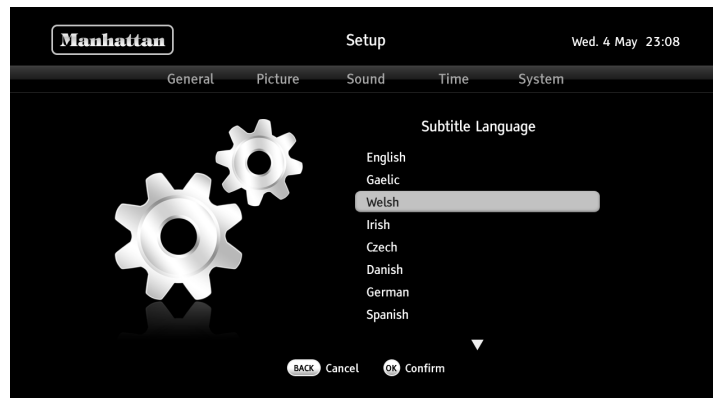 Manhattan Setup Wed. 4 May 23:08
General Picture Sound Time System
Subtitle Language
English
Gaelic
Welsh
Irish
Czech
Danish
German
Spanish
BACK Cancel OK Confirm